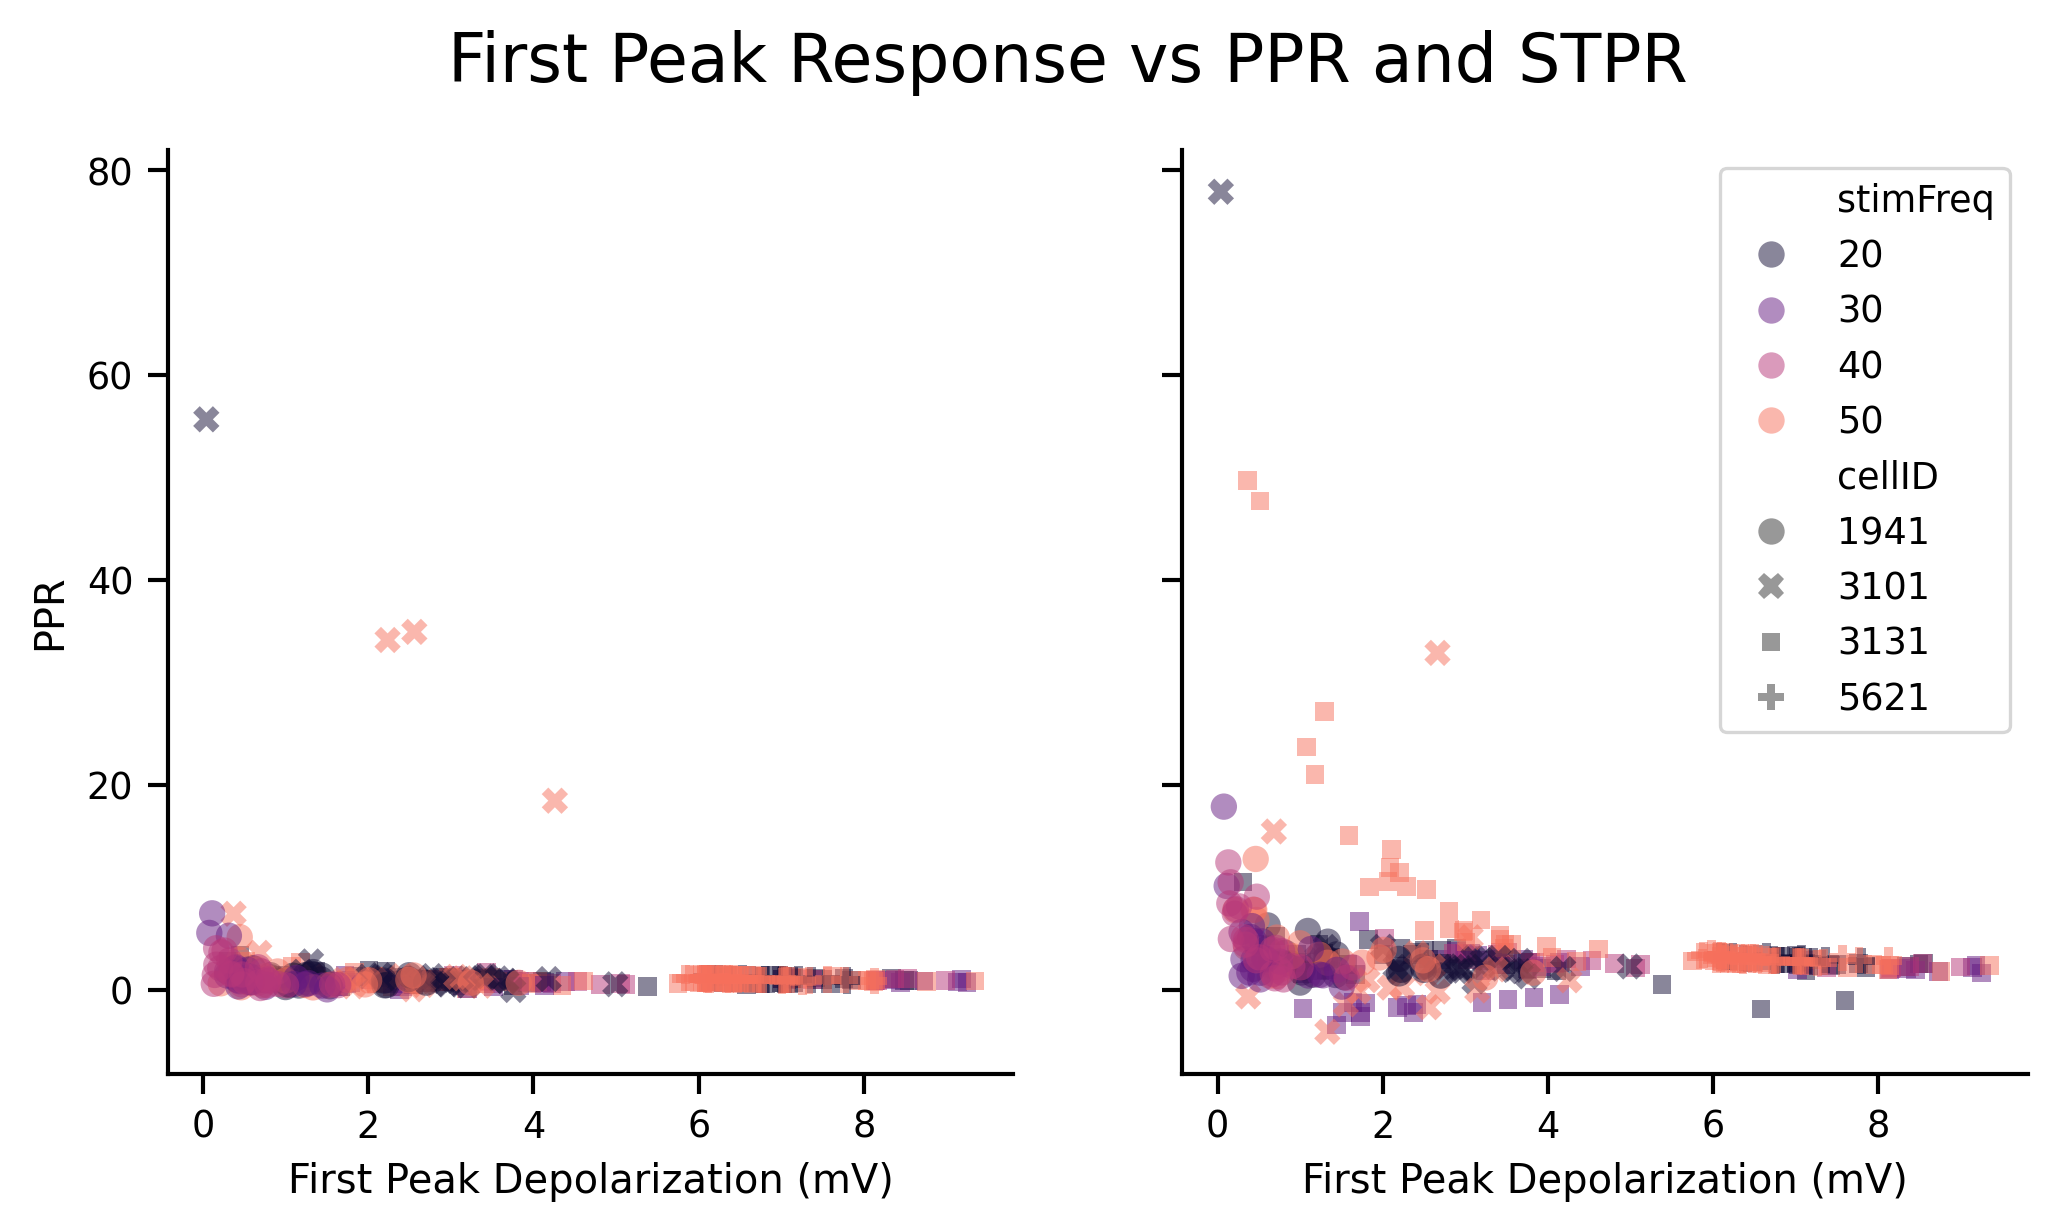 First Peak Response vs PPR and STPR
80
60
40
20
0
PPR
0 2 4 6 8
First Peak Depolarization (mV)
stimFreq
20
30
40
50
cellID
1941
3101
3131
5621
0 2 4 6 8
First Peak Depolarization (mV)